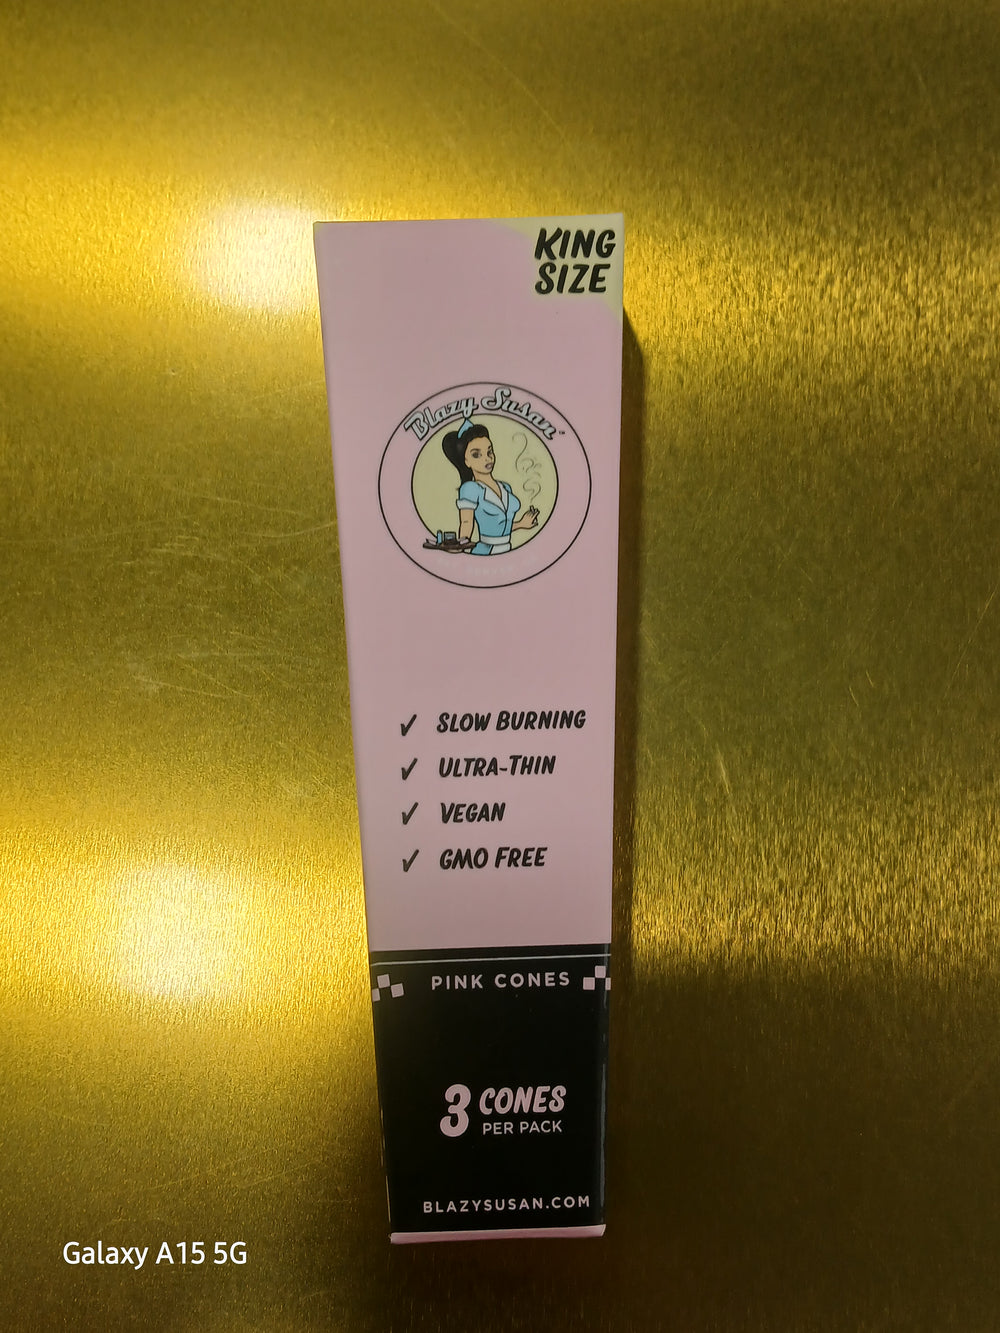 KING
SIZE
Blazy Susan
✓ SLOW BURNING
✓ ULTRA-THIN
✓ VEGAN
✓ GMO FREE
PINK CONES
3 CONES
PER PACK
BLAZYSUSAN.COM
Galaxy A15 5G